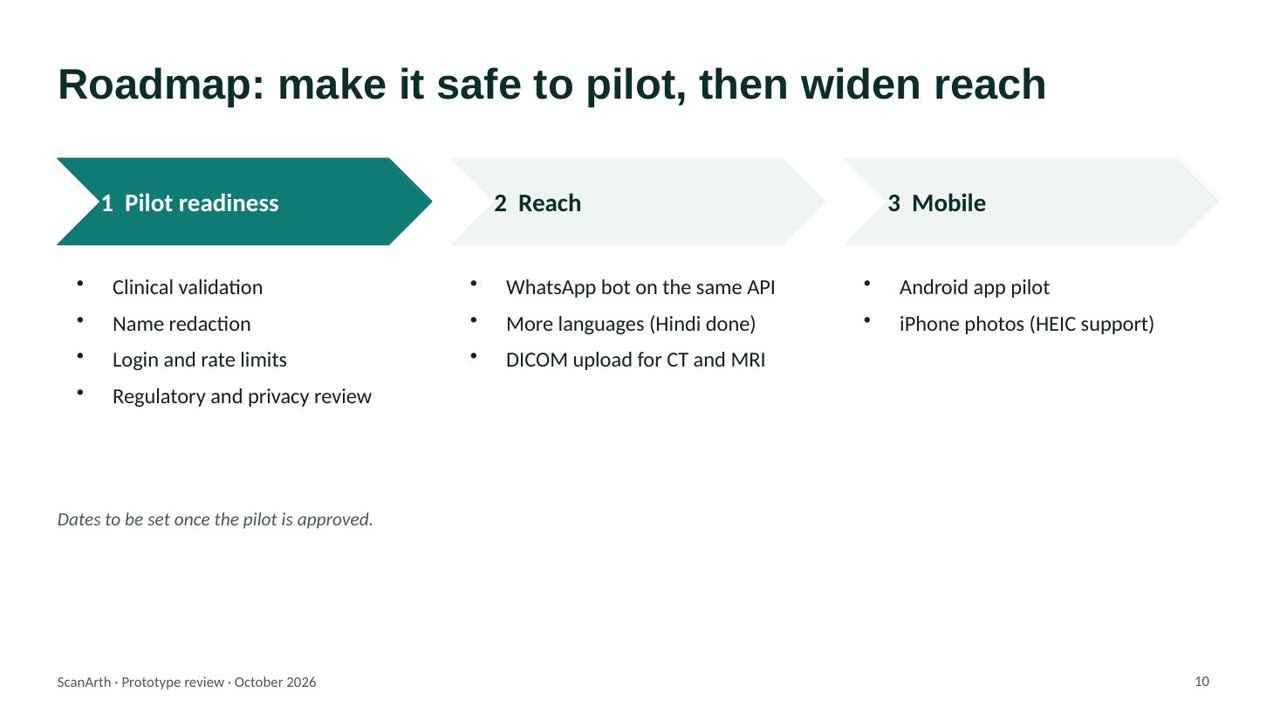 Roadmap: make it safe to pilot, then widen reach
1 Pilot readiness
• Clinical validation
• Name redaction
• Login and rate limits
• Regulatory and privacy review
2 Reach
• WhatsApp bot on the same API
• More languages (Hindi done)
• DICOM upload for CT and MRI
3 Mobile
• Android app pilot
• iPhone photos (HEIC support)
Dates to be set once the pilot is approved.
ScanArth · Prototype review · October 2026
10